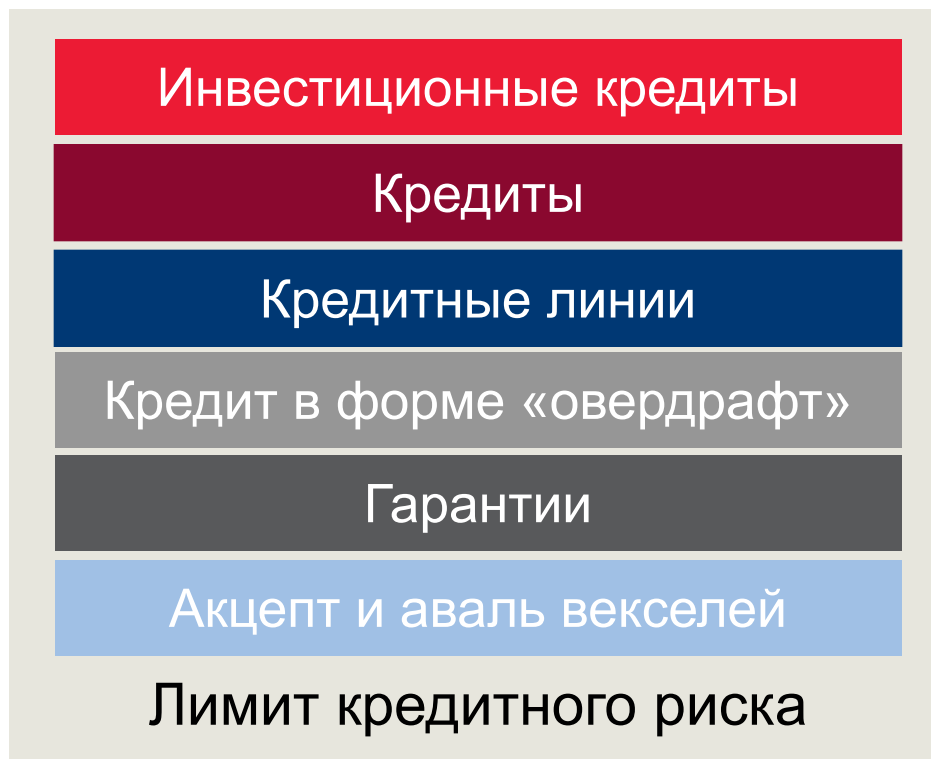 Инвестиционные кредиты
Кредиты
Кредитные линии
Кредит в форме «овердрафт»
Гарантии
Акцепт и аваль векселей
Лимит кредитного риска